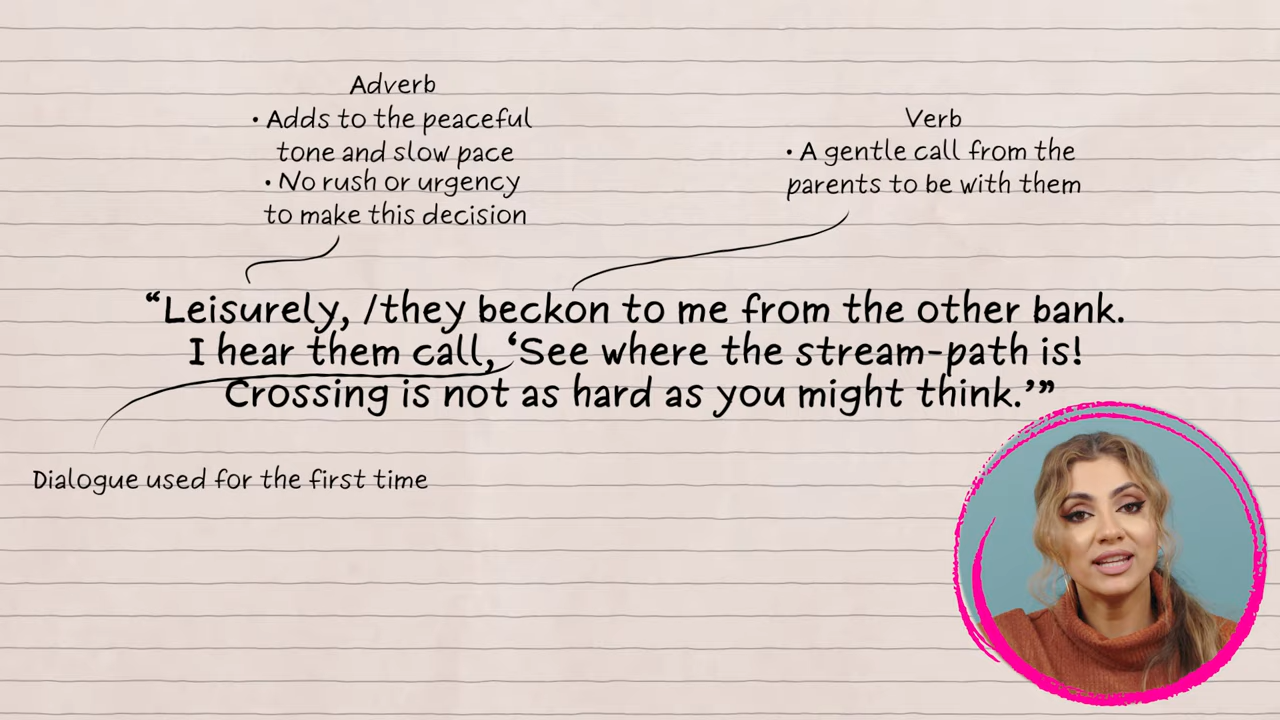 Adverb
• Adds to the peaceful
tone and slow pace
• No rush or urgency
to make this decision
Verb
• A gentle call from the
parents to be with them
“Leisurely, /they beckon to me from the other bank.
I hear them call, ‘See where the stream-path is!
Crossing is not as hard as you might think.’”
Dialogue used for the first time